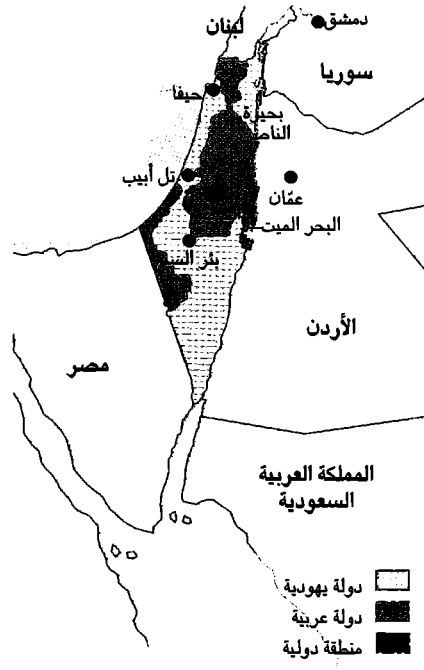 دمشق
لبنان
سوريا
حيفا
بحيرة
تل أبيب
عمّان
البحر الميت
بئر
الأردن
مصر
المملكة العربية
السعودية
دولة يهودية
دولة عربية
منطقة دولية